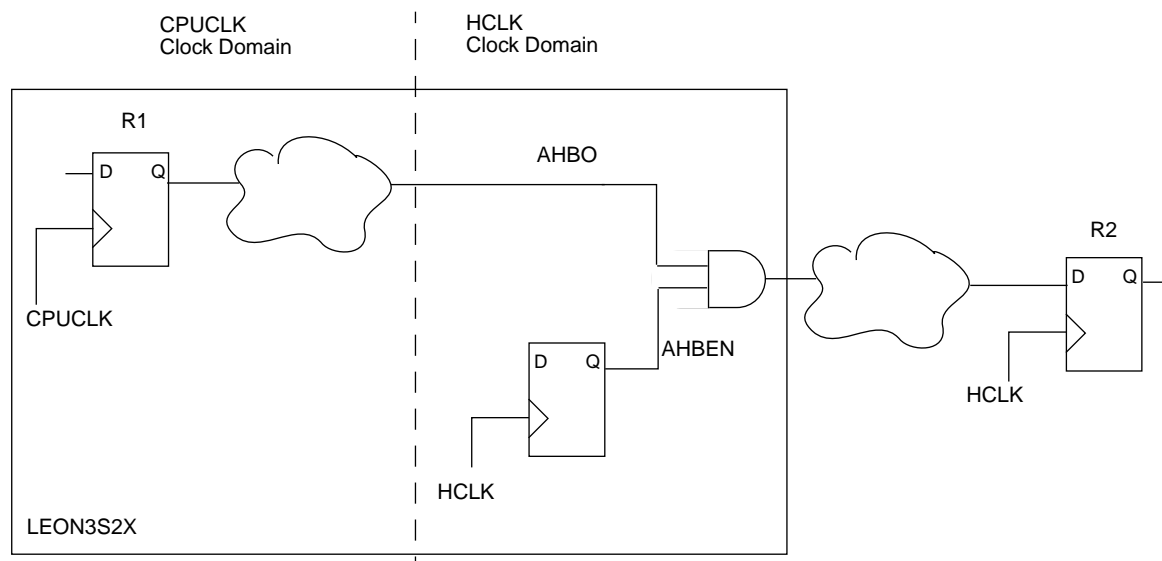 CPUCLK
Clock Domain
HCLK
Clock Domain
R1
D Q
CPUCLK
AHBO
AHBEN
D Q
HCLK
R2
D Q
HCLK
LEON3S2X